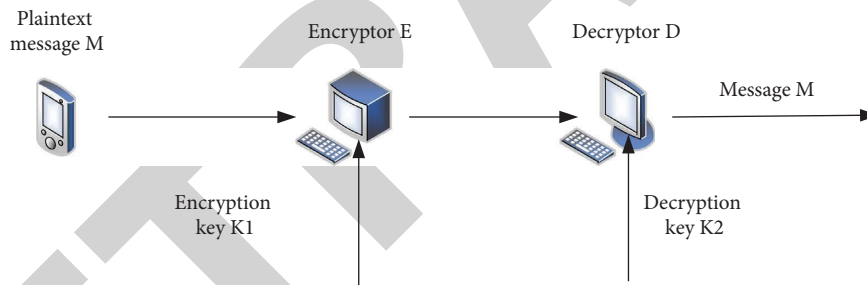 Plaintext
message M
Encryptor E
Decryptor D
Message M
Encryption
key K1
Decryption
key K2